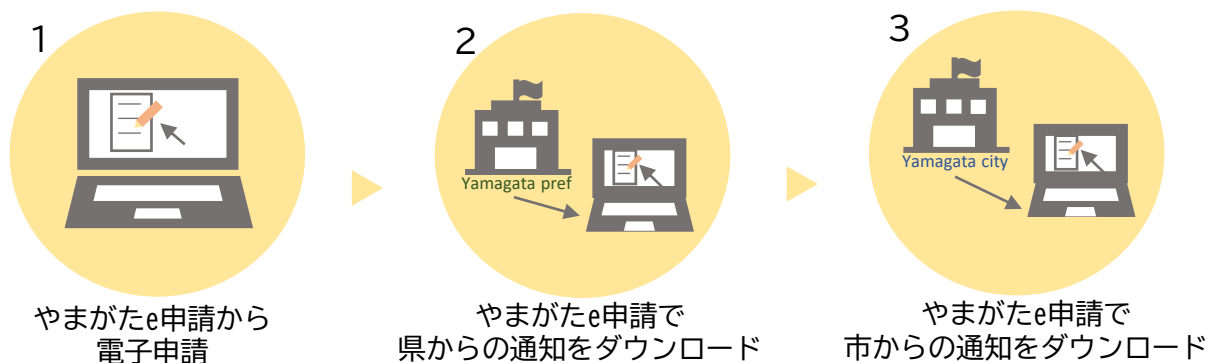 1
やまがたe申請から
電子申請
2
Yamagata pref
やまがたe申請で
県からの通知をダウンロード
3
Yamagata city
やまがたe申請で
市からの通知をダウンロード